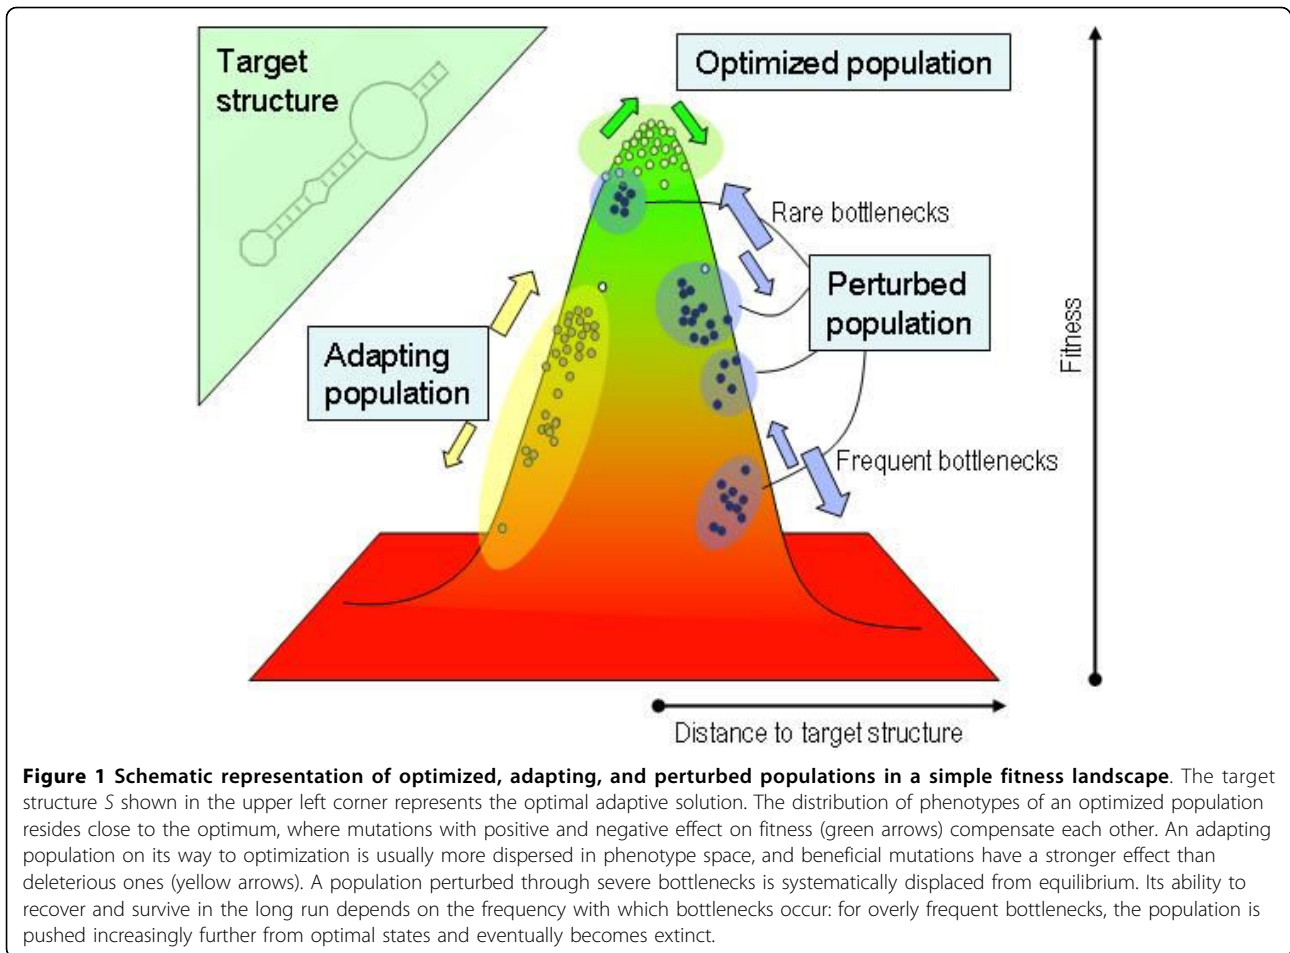 Target
structure
Optimized population
Rare bottlenecks
Perturbed
population
Adapting
population
Frequent bottlenecks
Fitness
Distance to target structure
Figure 1 Schematic representation of optimized, adapting, and perturbed populations in a simple fitness landscape. The target
structure S shown in the upper left corner represents the optimal adaptive solution. The distribution of phenotypes of an optimized population
resides close to the optimum, where mutations with positive and negative effect on fitness (green arrows) compensate each other. An adapting
population on its way to optimization is usually more dispersed in phenotype space, and beneficial mutations have a stronger effect than
deleterious ones (yellow arrows). A population perturbed through severe bottlenecks is systematically displaced from equilibrium. Its ability to
recover and survive in the long run depends on the frequency with which bottlenecks occur: for overly frequent bottlenecks, the population is
pushed increasingly further from optimal states and eventually becomes extinct.